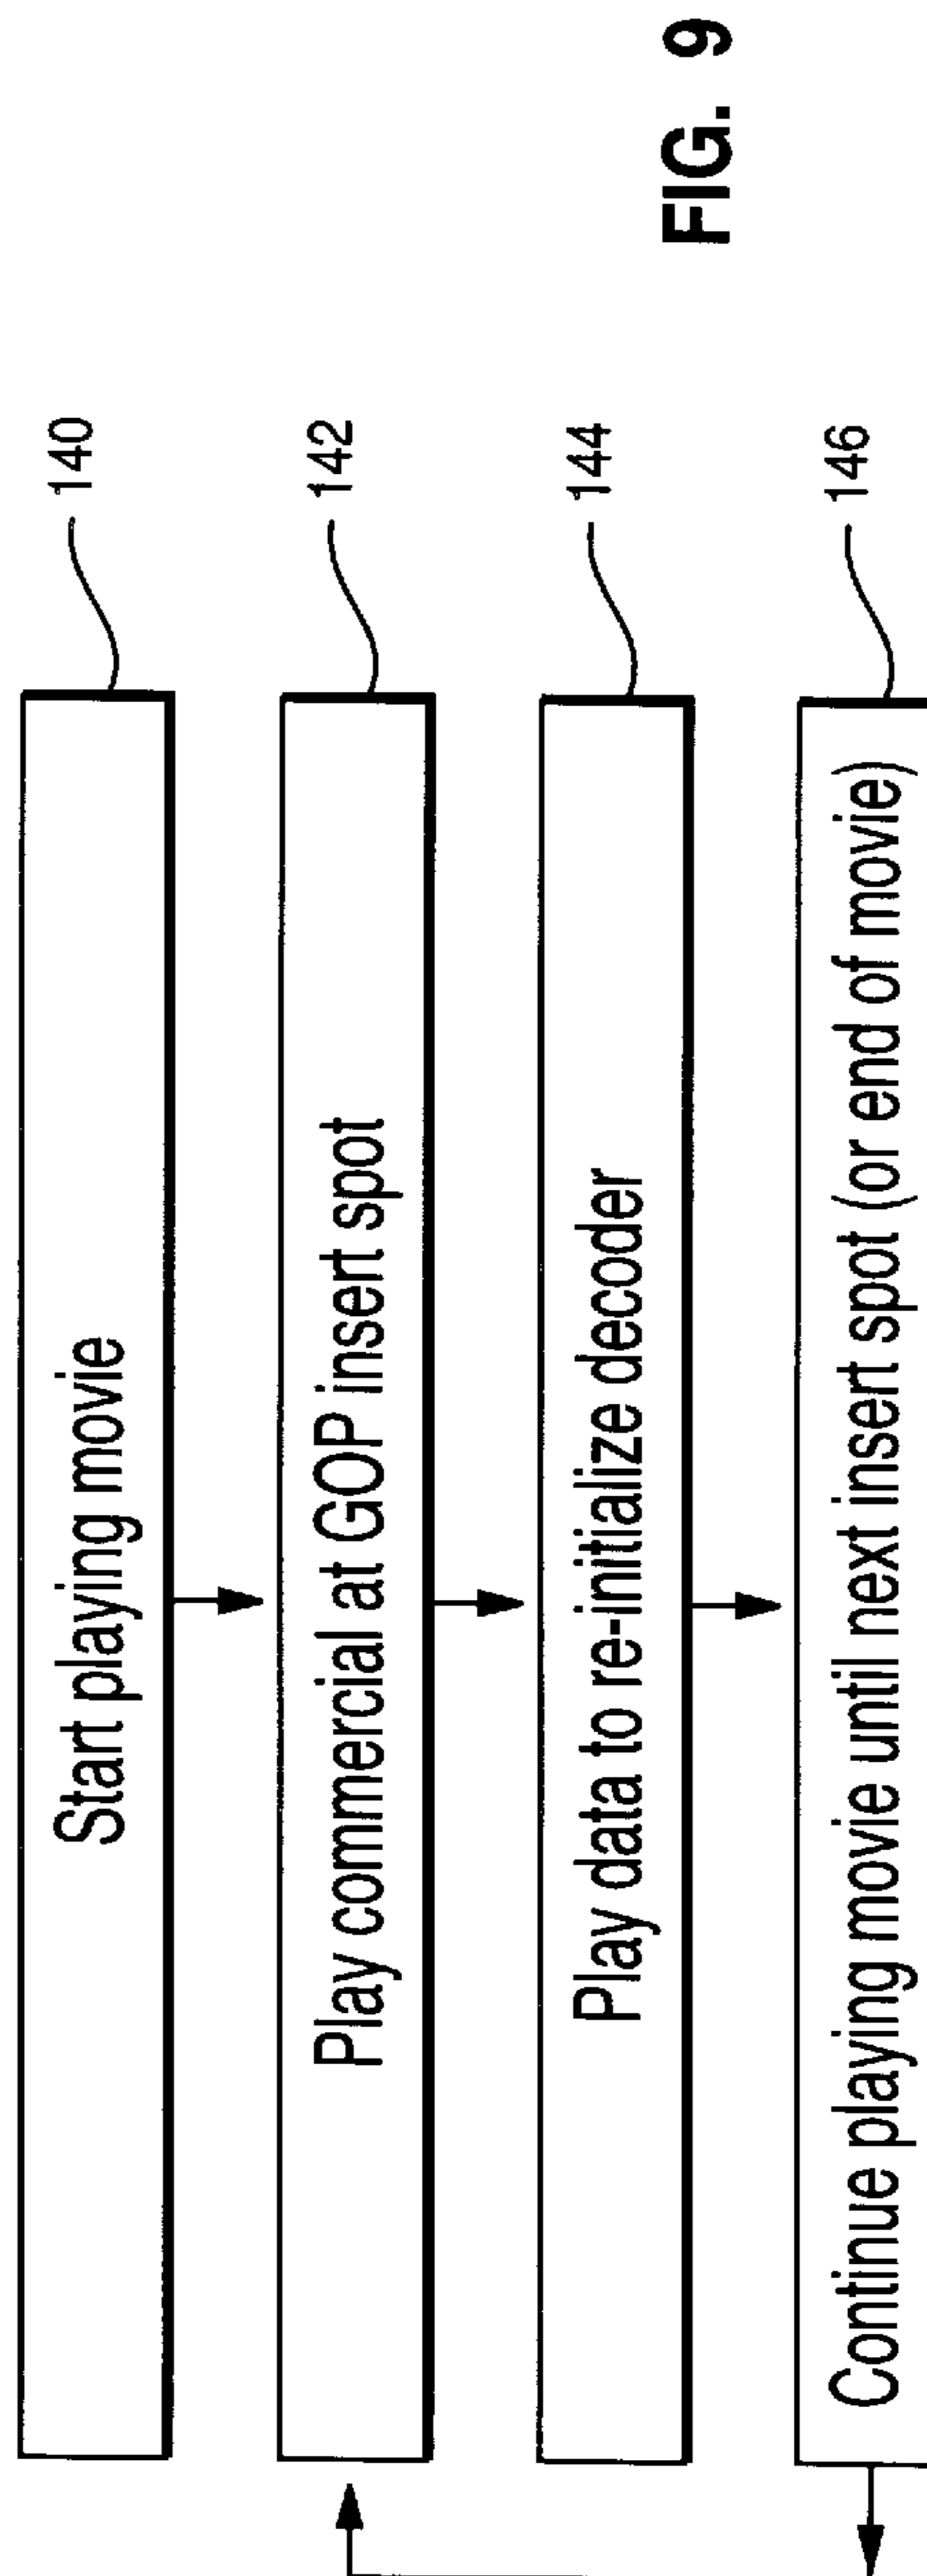 Start playing movie
140
Play commercial at GOP insert spot
142
Play data to re-initialize decoder
144
Continue playing movie until next insert spot (or end of movie)
146
FIG. 9